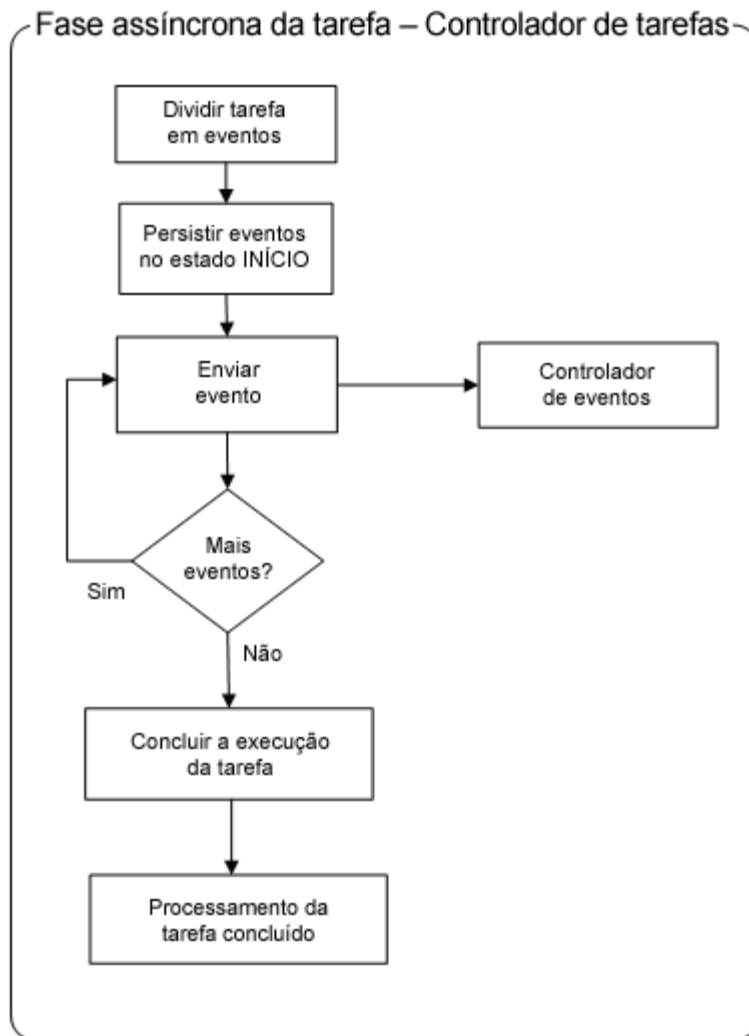 Fase assíncrona da tarefa – Controlador de tarefas
Dividir tarefa
em eventos
Persistir eventos
no estado INÍCIO
Enviar
evento
Controlador
de eventos
Mais
eventos?
Sim
Não
Concluir a execução
da tarefa
Processamento da
tarefa concluído